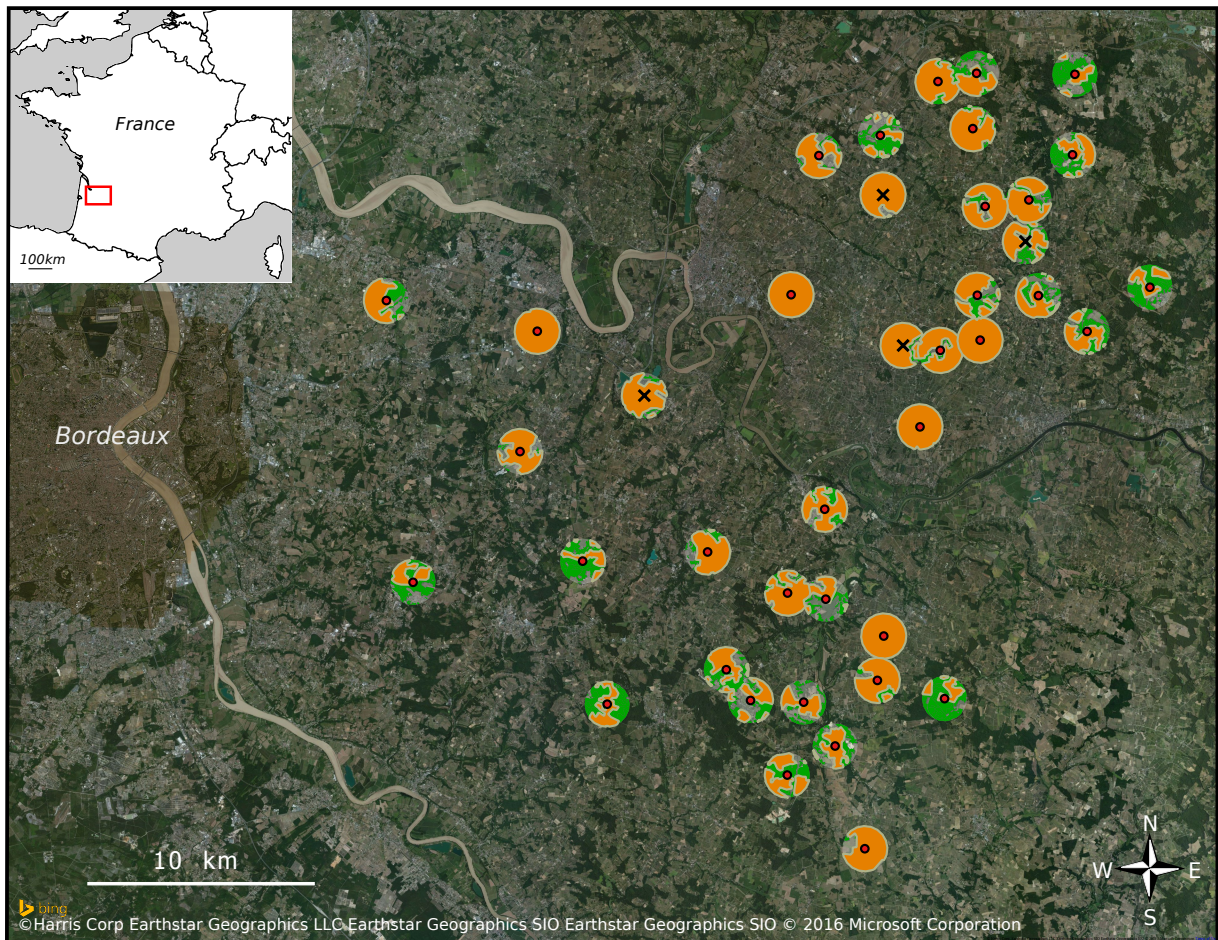 France
100km
Bordeaux
10 km
N
W
E
S
bing
©Harris Corp Earthstar Geographics LLC Earthstar Geographics SIO Earthstar Geographics SIO © 2016 Microsoft Corporation